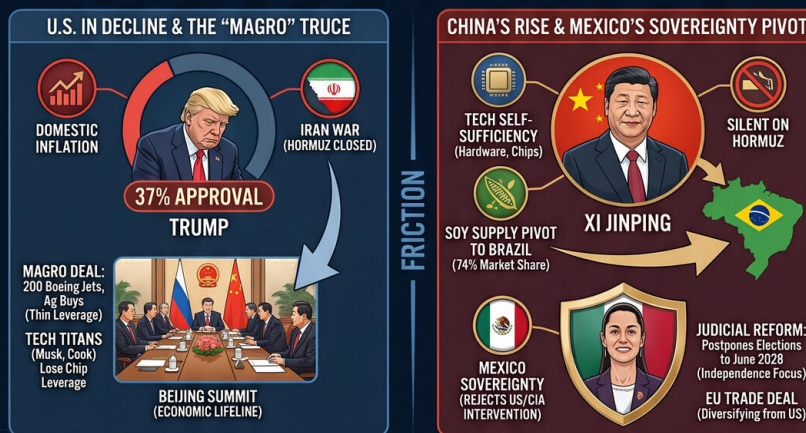 U.S. IN DECLINE & THE “MAGRO” TRUCE
DOMESTIC
INFLATION
IRAN WAR
(HORMUZ CLOSED)
37% APPROVAL
TRUMP
MAGRO DEAL:
200 Boeing Jets,
Ag Buys
(Thin Leverage)
TECH TITANS
(Musk, Cook)
Lose Chip
Leverage
BEIJING SUMMIT
(ECONOMIC LIFELINE)
FRICTION
CHINA’S RISE & MEXICO’S SOVEREIGNTY PIVOT
TECH SELF-
SUFFICIENCY
(Hardware, Chips)
SILENT ON
HORMUZ
SOY SUPPLY PIVOT
TO BRAZIL
(74% Market Share)
XI JINPING
MEXICO
SOVEREIGNTY
(REJECTS US/CIA
INTERVENTION)
JUDICIAL REFORM:
Postpones Elections
to June 2028
(Independence Focus)
EU TRADE DEAL
(Diversifying from US)